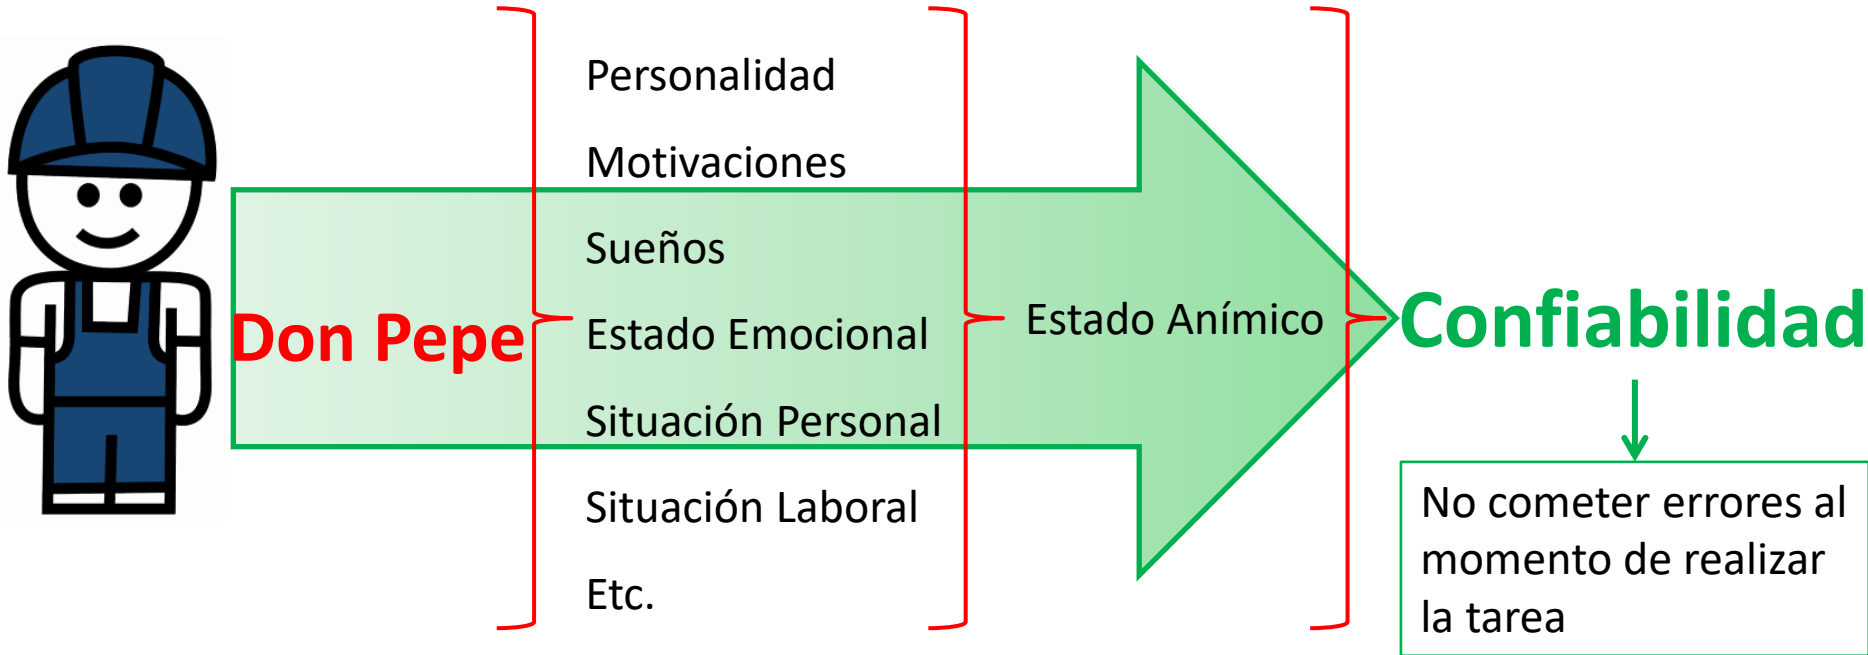 Don Pepe
Personalidad
Motivaciones
Sueños
Estado Emocional
Situación Personal
Situación Laboral
Etc.
Estado Anímico
Confiabilidad
No cometer errores al
momento de realizar
la tarea